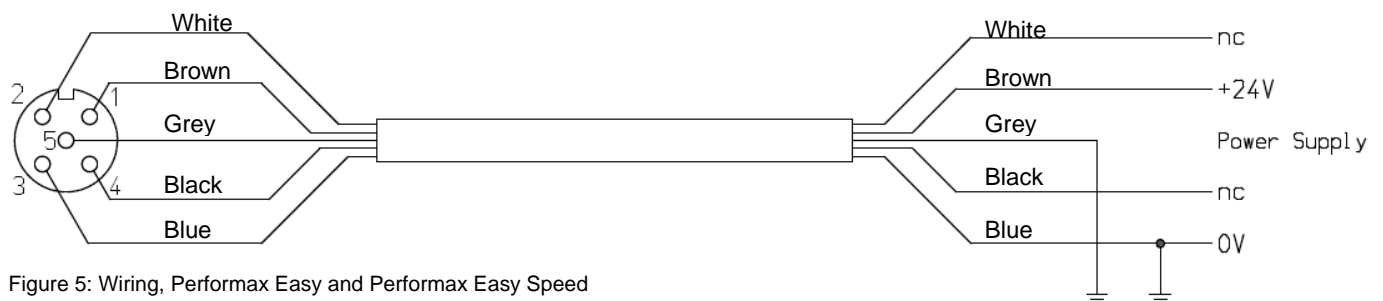 White White nc
Brown Brown +24V
2 1
Grey Grey Power Supply
5
Black Black nc
3 4
Blue Blue 0V
Figure 5: Wiring, Performax Easy and Performax Easy Speed